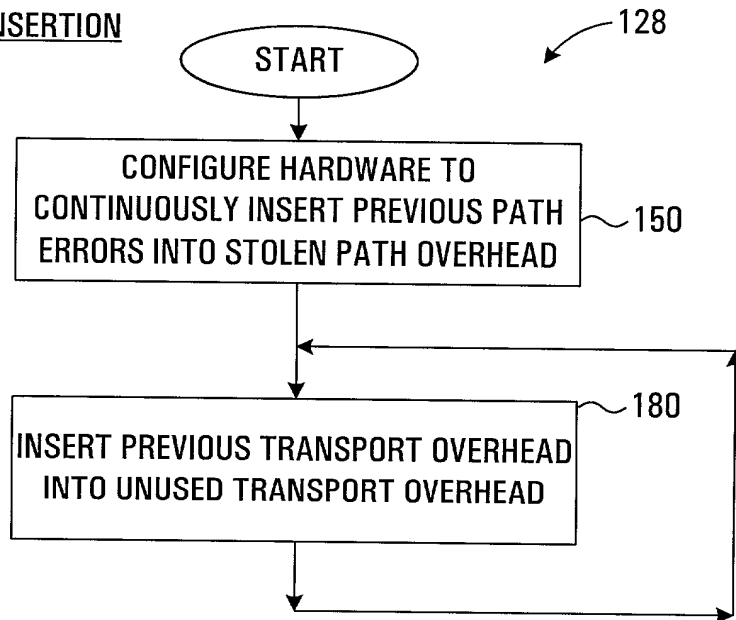 NSERTION
128
START
CONFIGURE HARDWARE TO
CONTINUOUSLY INSERT PREVIOUS PATH
ERRORS INTO STOLEN PATH OVERHEAD
150
180
INSERT PREVIOUS TRANSPORT OVERHEAD
INTO UNUSED TRANSPORT OVERHEAD